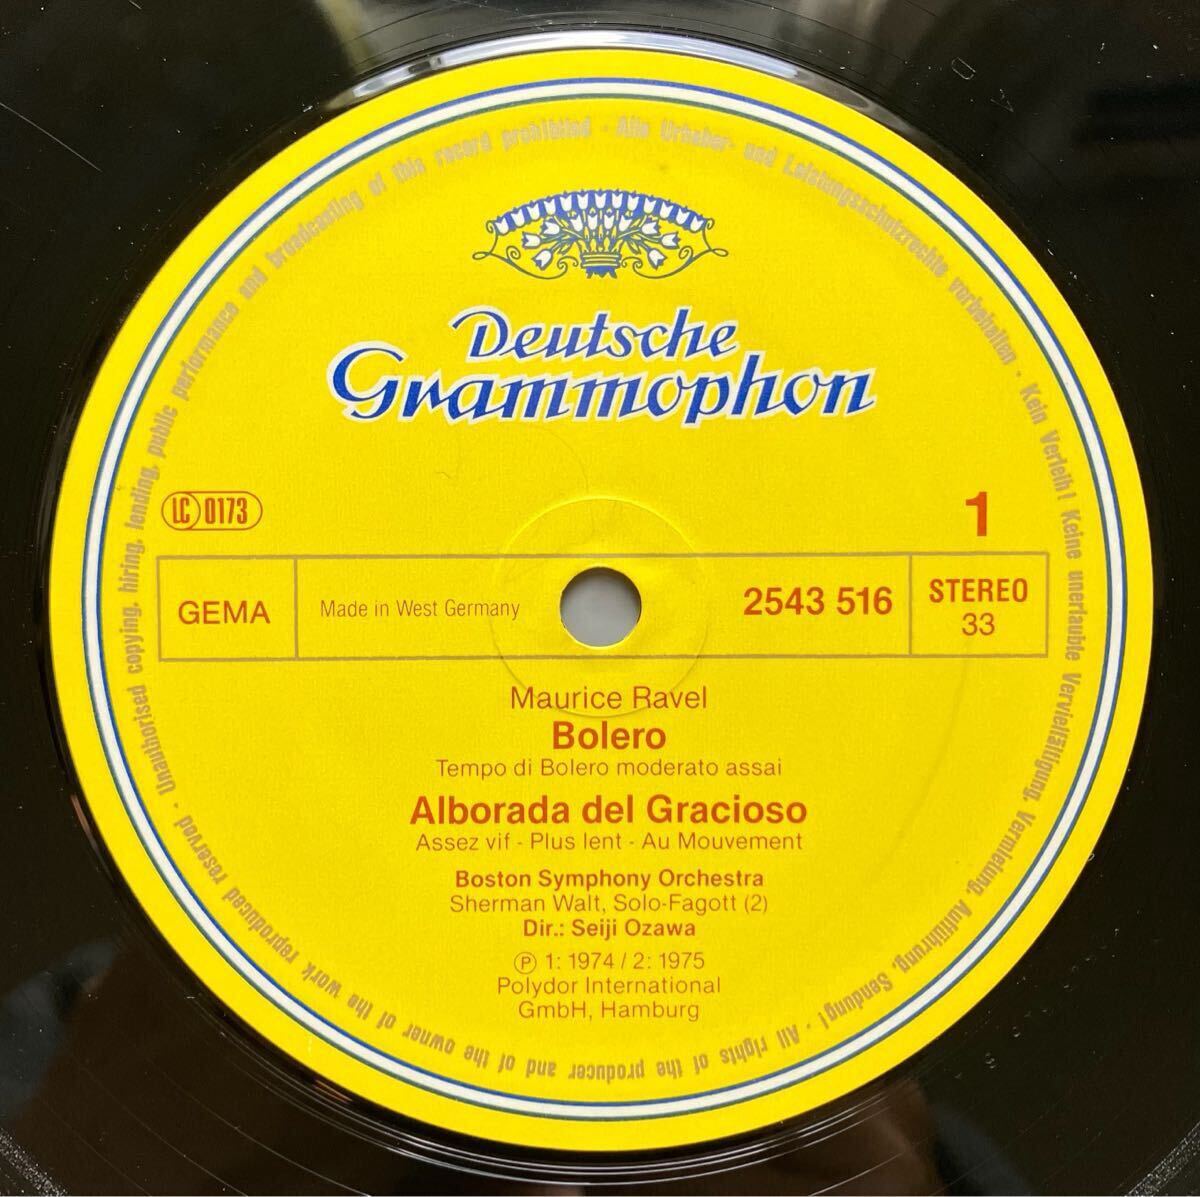 Deutsche
Grammophon
LC 0173
1
GEMA
Made in West Germany
2543 516
STEREO
33
Maurice Ravel
Bolero
Tempo di Bolero moderato assai
Alborada del Gracioso
Assez vif - Plus lent - Au Mouvement
Boston Symphony Orchestra
Sherman Walt, Solo-Fagott (2)
Dir.: Seiji Ozawa
Ⓟ 1: 1974 / 2: 1975
Polydor International
GmbH, Hamburg
Alle Urheber- und Leistungsschutzrechte vorbehalten · Kein Verleih! Keine unerlaubte Vervielfältigung, Vermietung, Aufführung, Sendung! · All rights of the producer and of the owner of the work reproduced reserved · Unauthorised copying, hiring, lending, public performance and broadcasting of this record prohibited ·